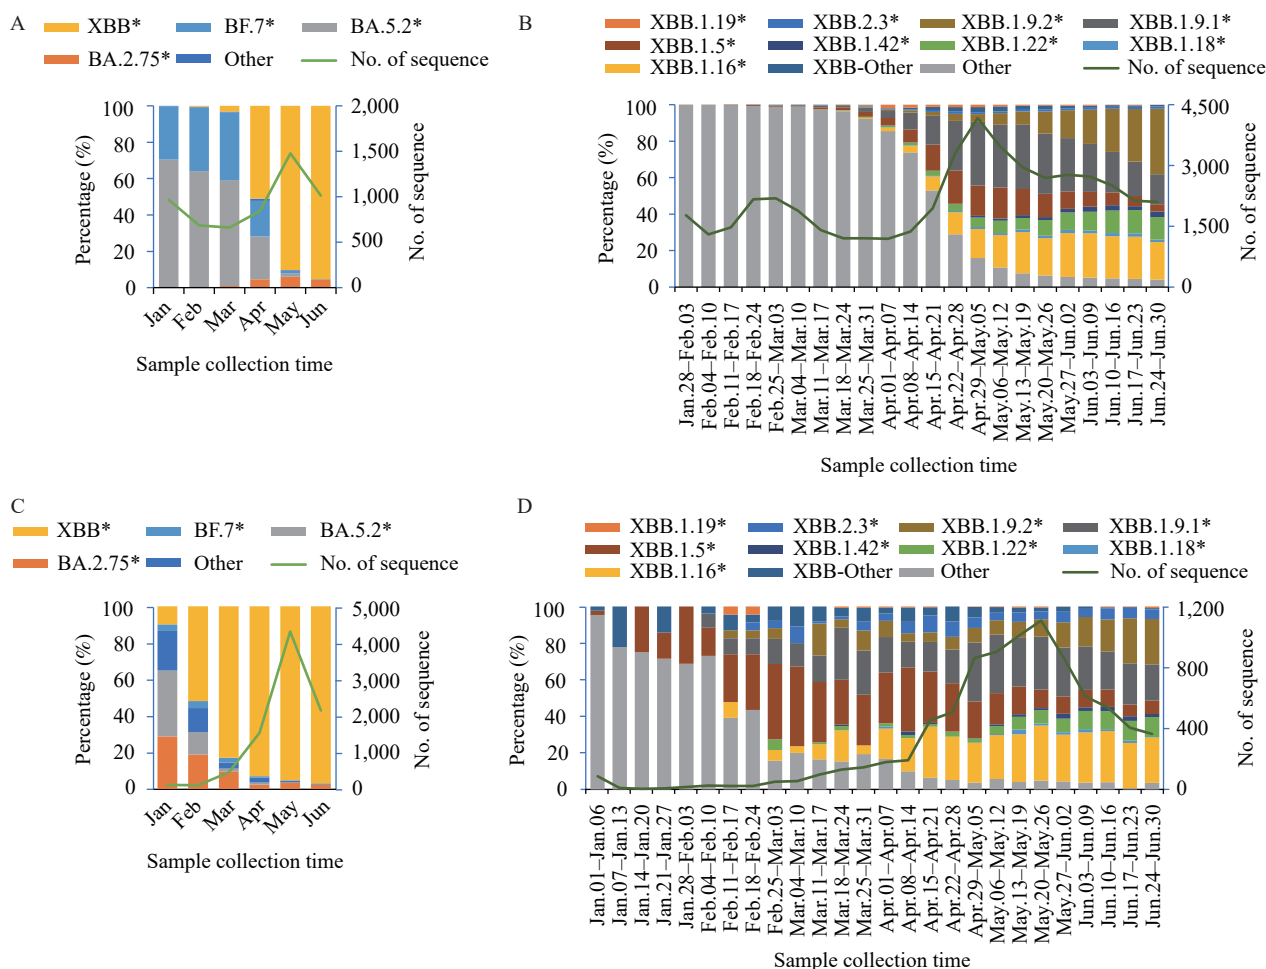 A
XBB* BF.7* BA.5.2*
BA.2.75* Other No. of sequence
Percentage (%)
100
80
60
40
20
0
2,000
1,500
1,000
500
0
No. of sequence
Jan Feb Mar Apr May Jun
Sample collection time
B
XBB.1.19* XBB.2.3* XBB.1.9.2* XBB.1.9.1*
XBB.1.5* XBB.1.42* XBB.1.22* XBB.1.18*
XBB.1.16* XBB-Other Other No. of sequence
Percentage (%)
100
80
60
40
20
0
4,500
3,000
1,500
0
No. of sequence
Jan.28–Feb.03
Feb.04–Feb.10
Feb.11–Feb.17
Feb.18–Feb.24
Feb.25–Mar.03
Mar.04–Mar.10
Mar.11–Mar.17
Mar.18–Mar.24
Mar.25–Mar.31
Apr.01–Apr.07
Apr.08–Apr.14
Apr.15–Apr.21
Apr.22–Apr.28
Apr.29–May.05
May.06–May.12
May.13–May.19
May.20–May.26
May.27–Jun.02
Jun.03–Jun.09
Jun.10–Jun.16
Jun.17–Jun.23
Jun.24–Jun.30
Sample collection time
C
XBB* BF.7* BA.5.2*
BA.2.75* Other No. of sequence
Percentage (%)
100
80
60
40
20
0
5,000
4,000
3,000
2,000
1,000
0
No. of sequence
Jan Feb Mar Apr May Jun
Sample collection time
D
XBB.1.19* XBB.2.3* XBB.1.9.2* XBB.1.9.1*
XBB.1.5* XBB.1.42* XBB.1.22* XBB.1.18*
XBB.1.16* XBB-Other Other No. of sequence
Percentage (%)
100
80
60
40
20
0
1,200
800
400
0
No. of sequence
Jan.01–Jan.06
Jan.07–Jan.13
Jan.14–Jan.20
Jan.21–Jan.27
Jan.28–Feb.03
Feb.04–Feb.10
Feb.11–Feb.17
Feb.18–Feb.24
Feb.25–Mar.03
Mar.04–Mar.10
Mar.11–Mar.17
Mar.18–Mar.24
Mar.25–Mar.31
Apr.01–Apr.07
Apr.08–Apr.14
Apr.15–Apr.21
Apr.22–Apr.28
Apr.29–May.05
May.06–May.12
May.13–May.19
May.20–May.26
May.27–Jun.02
Jun.03–Jun.09
Jun.10–Jun.16
Jun.17–Jun.23
Jun.24–Jun.30
Sample collection time